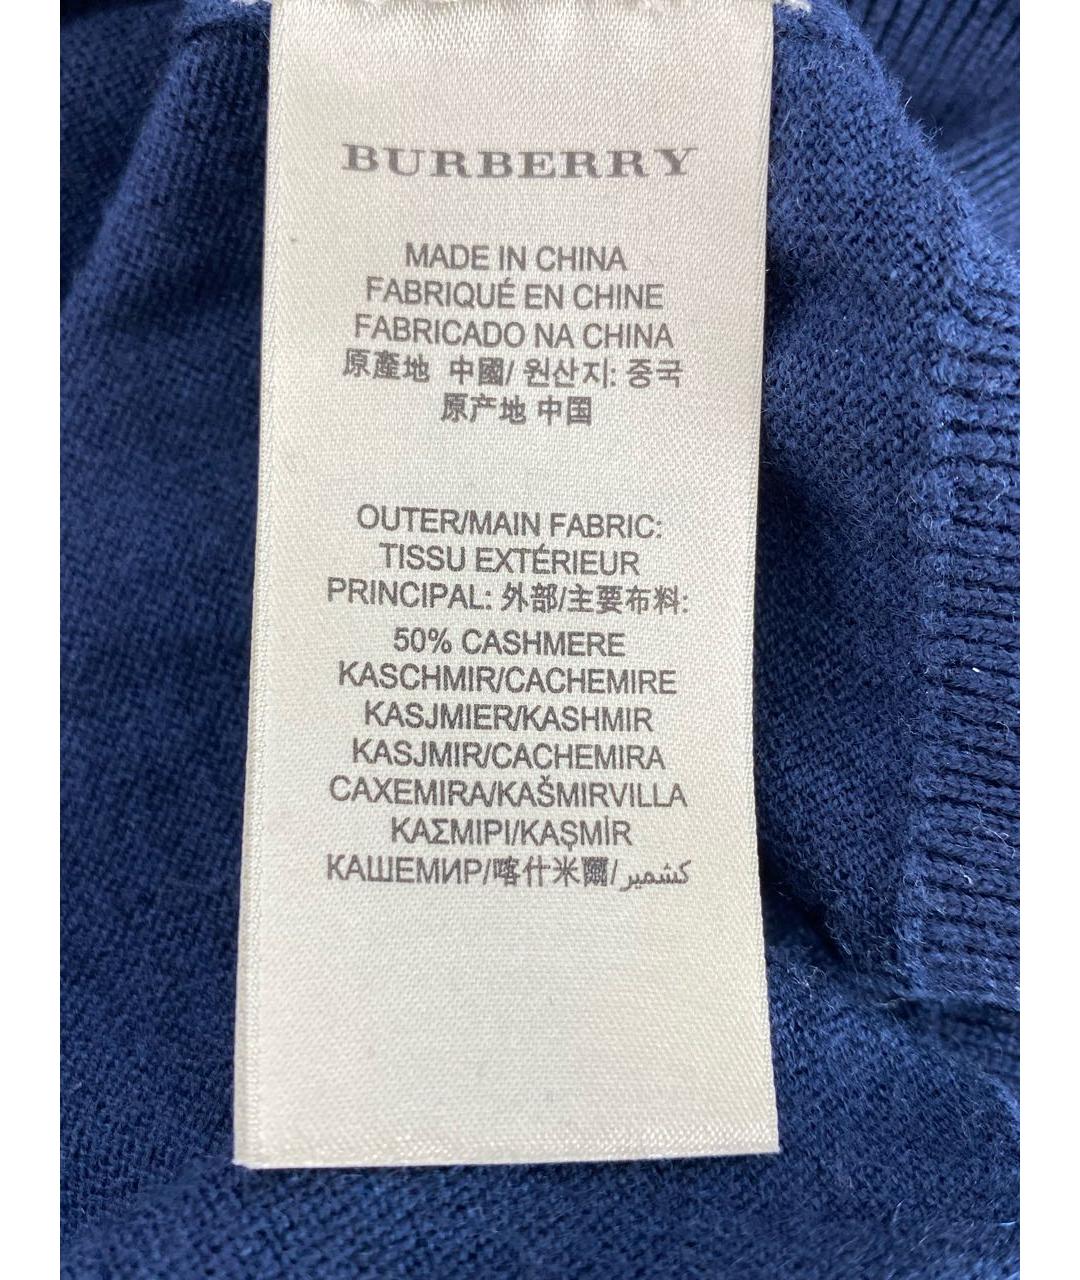 BURBERRY
MADE IN CHINA
FABRIQUÉ EN CHINE
FABRICADO NA CHINA
原產地 中國/ 원산지: 중국
原产地 中国
OUTER/MAIN FABRIC:
TISSU EXTÉRIEUR
PRINCIPAL: 外部/主要布料:
50% CASHMERE
KASCHMIR/CACHEMIRE
KASJMIER/KASHMIR
KASJMIR/CACHEMIRA
CAXEMIRA/KAŠMIRVILLA
ΚΑΣΜΙΡΙ/KAŞMİR
КАШЕМИР/喀什米爾/كشمير